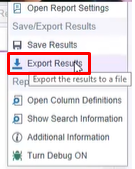 Open Report Settings
Save/Export Results
Save Results
Export Results
Export the results to a file
Rep
Open Column Definitions
Show Search Information
Additional Information
Turn Debug ON